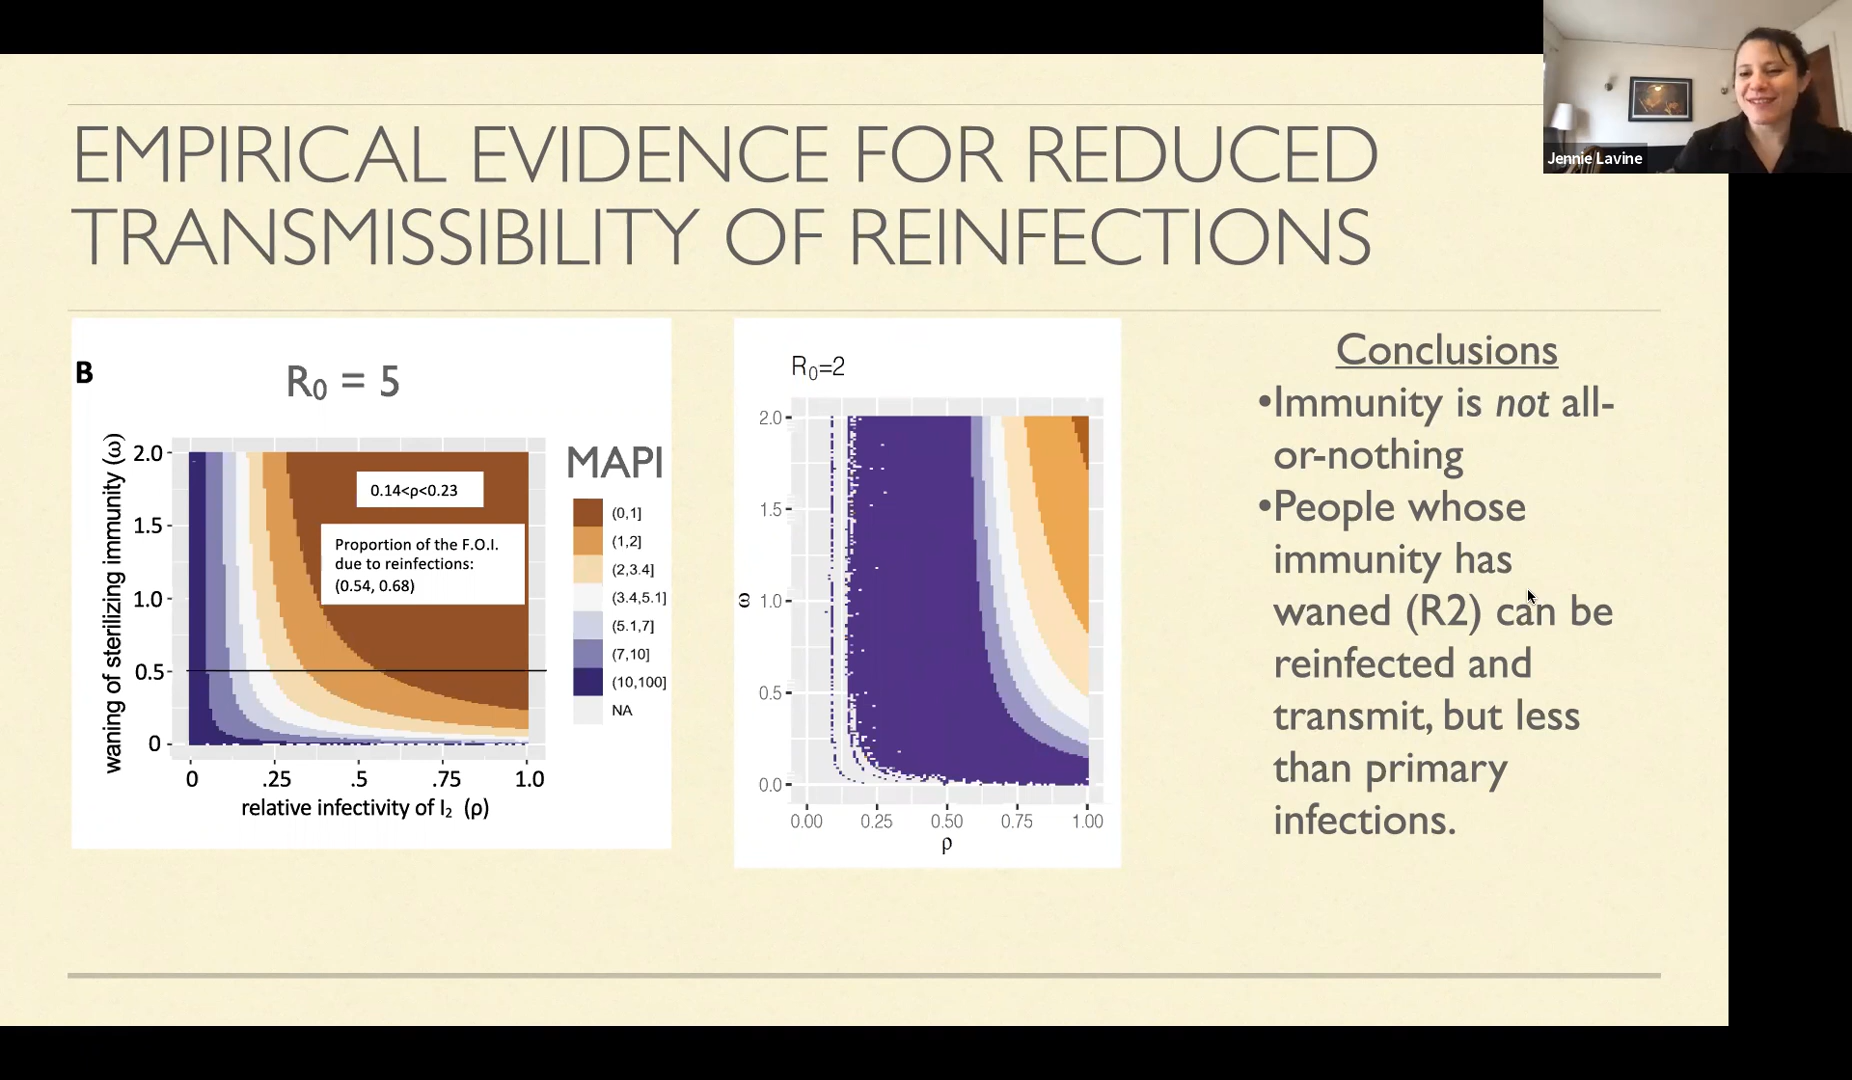 Jennie Lavine
EMPIRICAL EVIDENCE FOR REDUCED
TRANSMISSIBILITY OF REINFECTIONS
B
R₀ = 5
waning of sterilizing immunity (ω)
2.0
1.5
1.0
0.5
0
0 .25 .5 .75 1.0
relative infectivity of I₂ (ρ)
0.14<ρ<0.23
Proportion of the F.O.I.
due to reinfections:
(0.54, 0.68)
MAPI
(0,1]
(1,2]
(2,3.4]
(3.4,5.1]
(5.1,7]
(7,10]
(10,100]
NA
R₀=2
ω
2.0
1.5
1.0
0.5
0.0
0.00 0.25 0.50 0.75 1.00
ρ
Conclusions
•Immunity is not all-
or-nothing
•People whose
immunity has
waned (R2) can be
reinfected and
transmit, but less
than primary
infections.